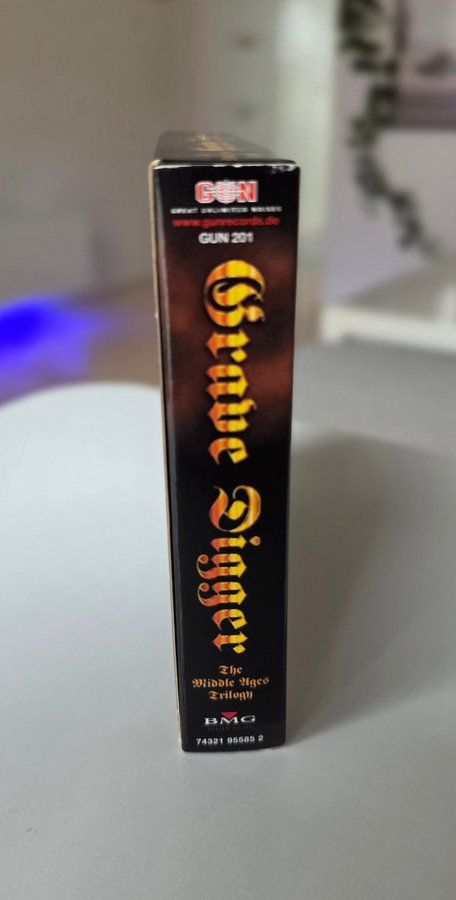 GUN
GREAT UNLIMITED NOISES
www.gunrecords.de
GUN 201
Grave Digger
The
Middle Ages
Trilogy
BMG
74321 95585 2